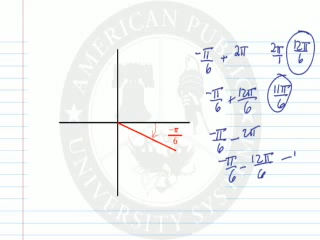 AMERICAN PUBLIC
UNIVERSITY SYSTEM
-π/6 + 2π    2π/1    12π/6
-π/6 + 12π/6    11π/6
-π/6
-π/6 - 2π
-π/6 - 12π/6 -